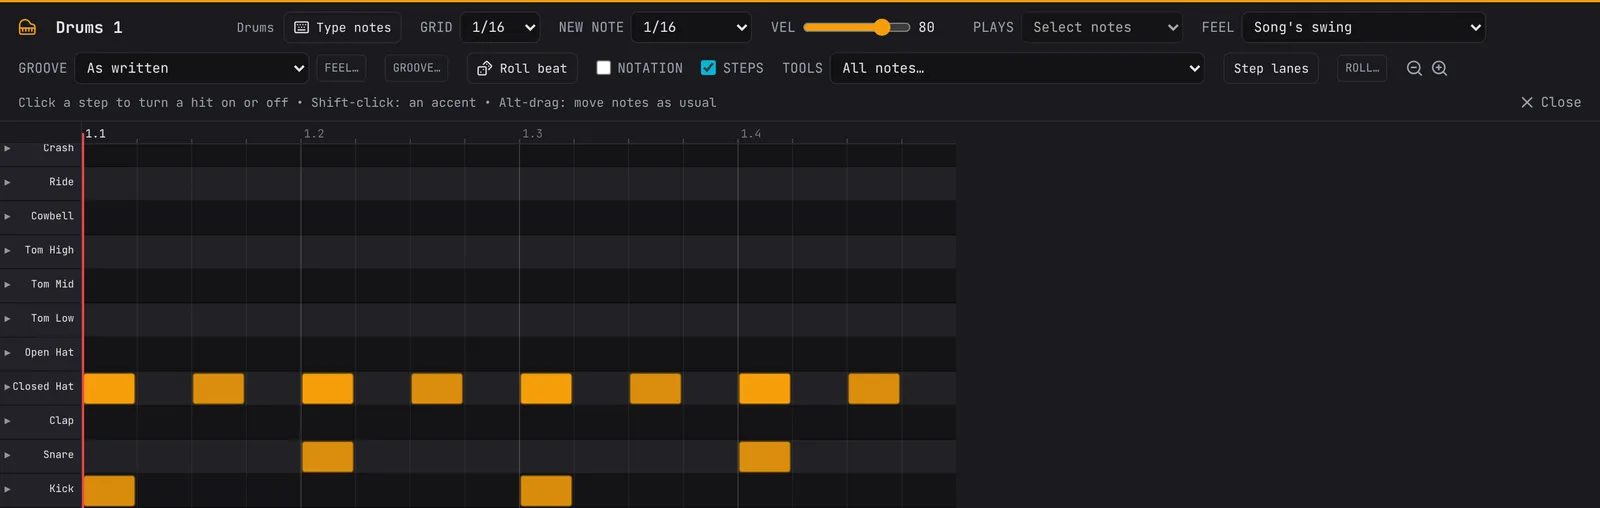 Drums 1 Drums Type notes GRID 1/16 NEW NOTE 1/16 VEL 80 PLAYS Select notes FEEL Song's swing
GROOVE As written FEEL… GROOVE… Roll beat NOTATION STEPS TOOLS All notes… Step lanes ROLL…
Click a step to turn a hit on or off • Shift-click: an accent • Alt-drag: move notes as usual Close
1.1 1.2 1.3 1.4
Crash
Ride
Cowbell
Tom High
Tom Mid
Tom Low
Open Hat
Closed Hat
Clap
Snare
Kick